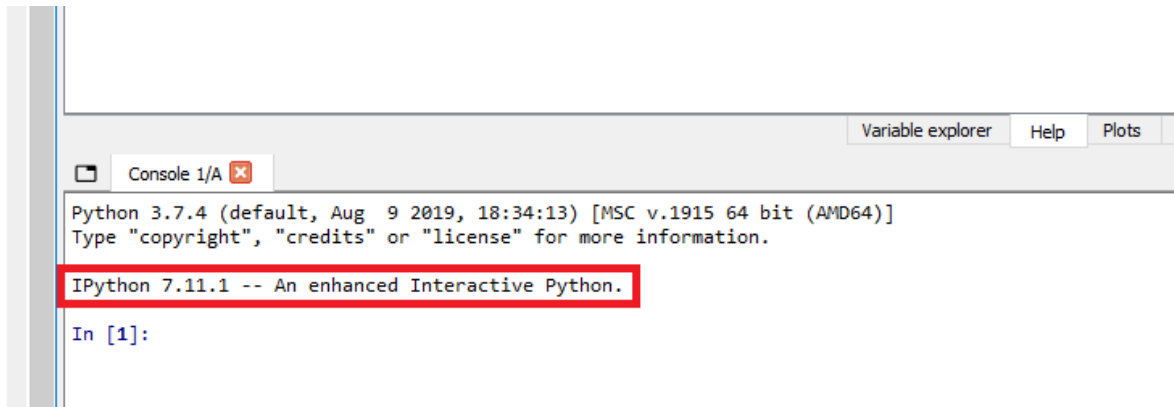 Variable explorer Help Plots
Console 1/A
Python 3.7.4 (default, Aug  9 2019, 18:34:13) [MSC v.1915 64 bit (AMD64)]
Type "copyright", "credits" or "license" for more information.
IPython 7.11.1 -- An enhanced Interactive Python.
In [1]: